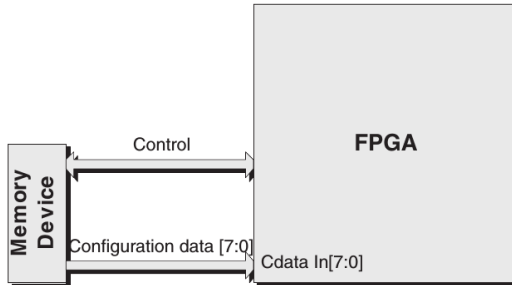 Control
FPGA
Memory
Device
Configuration data [7:0]
Cdata In[7:0]